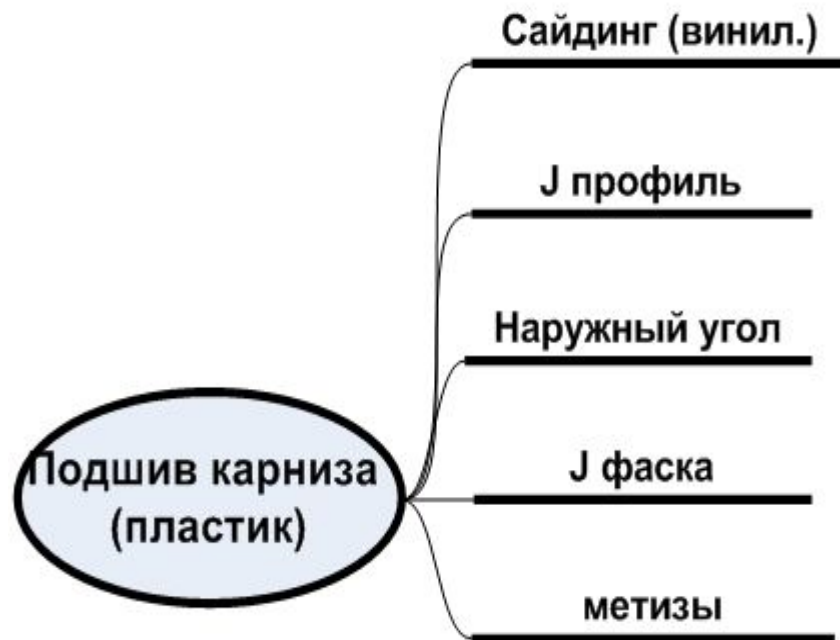 Сайдинг (винил.)
J профиль
Наружный угол
Подшив карниза
(пластик)
J фаска
метизы